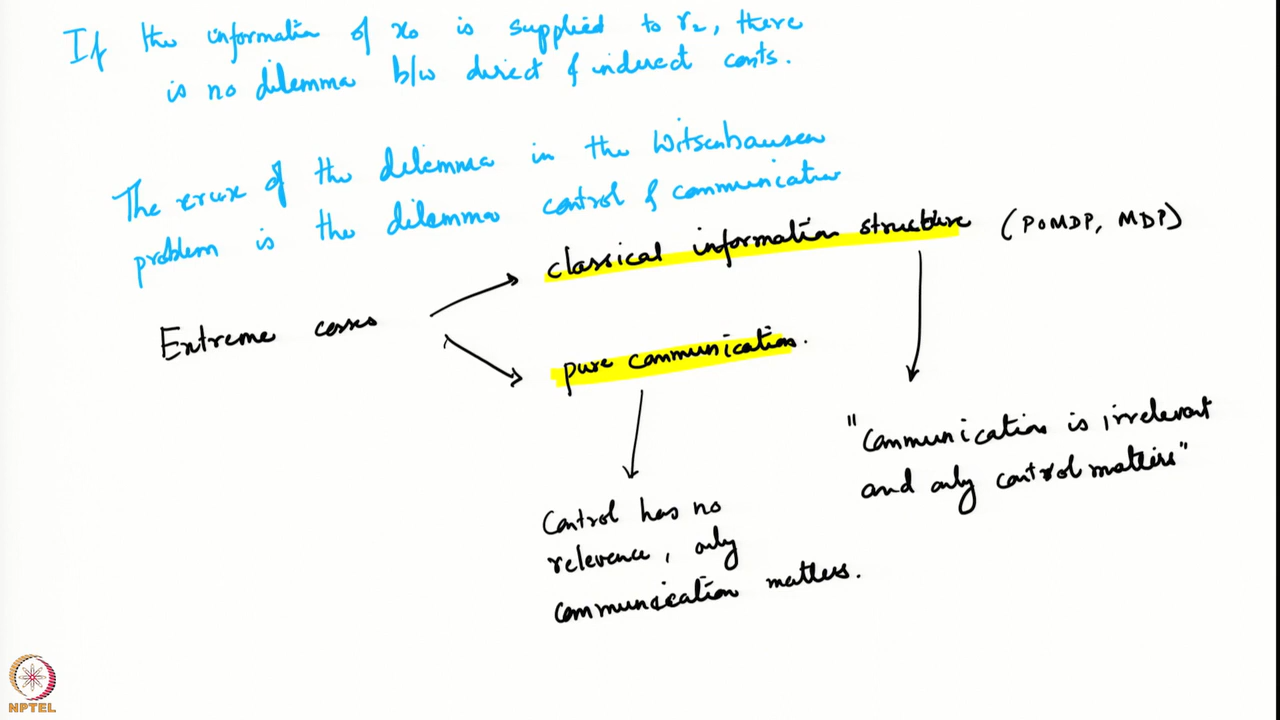 If the information of x₀ is supplied to γ₂, there
is no dilemma b/w direct & indirect costs.
The crux of the dilemma in the Witsenhausen
problem is the dilemma control & communication
Extreme cases
classical information structure (POMDP, MDP)
pure communication.
"Communication is irrelevant
and only control matters"
Control has no
relevence, only
communication matters.
NPTEL